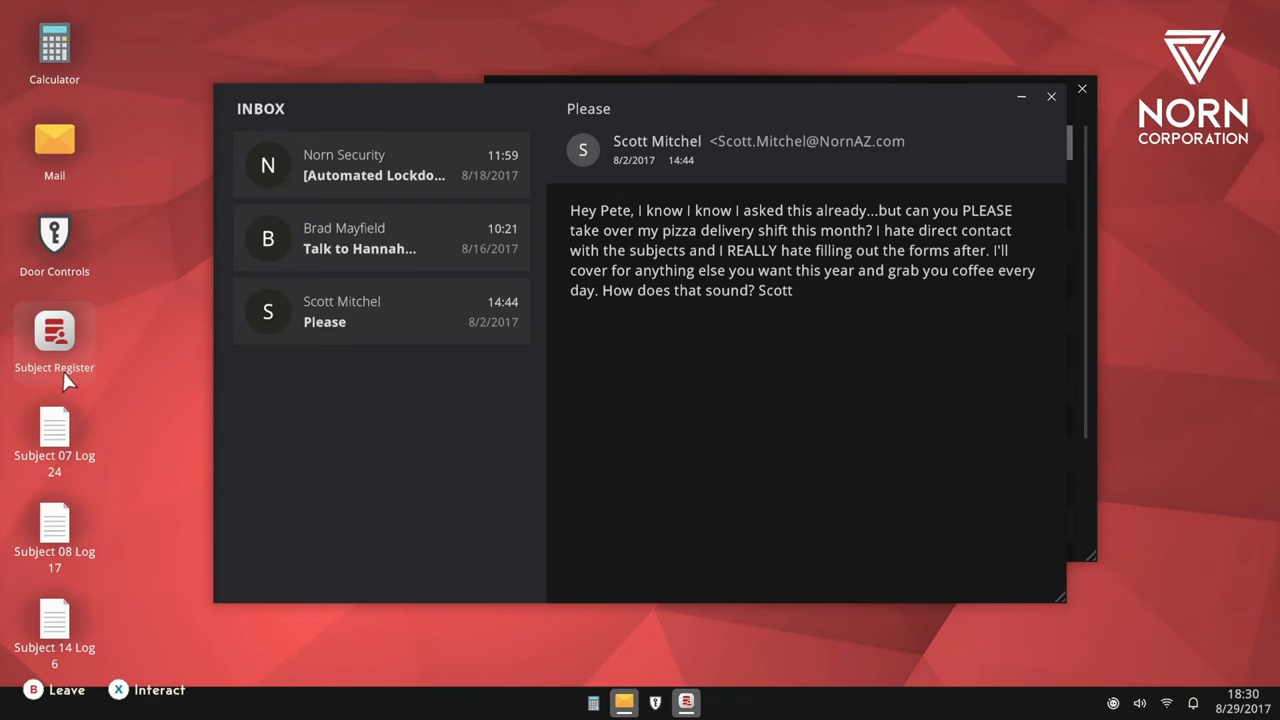 Calculator
Mail
Door Controls
Subject Register
Subject 07 Log
24
Subject 08 Log
17
Subject 14 Log
6
INBOX
N
Norn Security
11:59
[Automated Lockdo...
8/18/2017
B
Brad Mayfield
10:21
Talk to Hannah...
8/16/2017
S
Scott Mitchel
14:44
Please
8/2/2017
Please
S
Scott Mitchel <Scott.Mitchel@NornAZ.com
8/2/2017 14:44
Hey Pete, I know I know I asked this already...but can you PLEASE
take over my pizza delivery shift this month? I hate direct contact
with the subjects and I REALLY hate filling out the forms after. I'll
cover for anything else you want this year and grab you coffee every
day. How does that sound? Scott
NORN
CORPORATION
B Leave
X Interact
18:30
8/29/2017